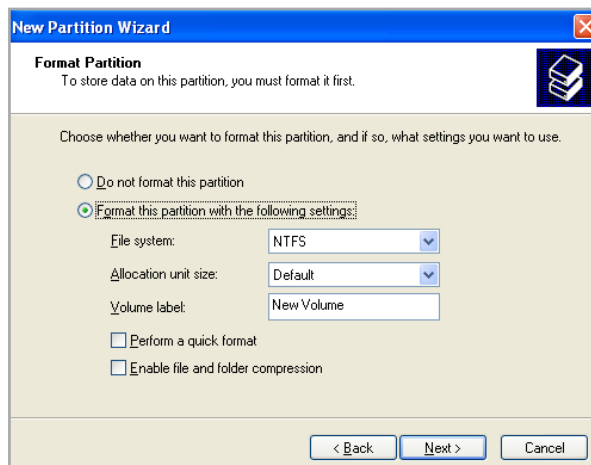 New Partition Wizard
Format Partition
To store data on this partition, you must format it first.
Choose whether you want to format this partition, and if so, what settings you want to use.
Do not format this partition
Format this partition with the following settings:
File system: NTFS
Allocation unit size: Default
Volume label: New Volume
Perform a quick format
Enable file and folder compression
< Back Next > Cancel